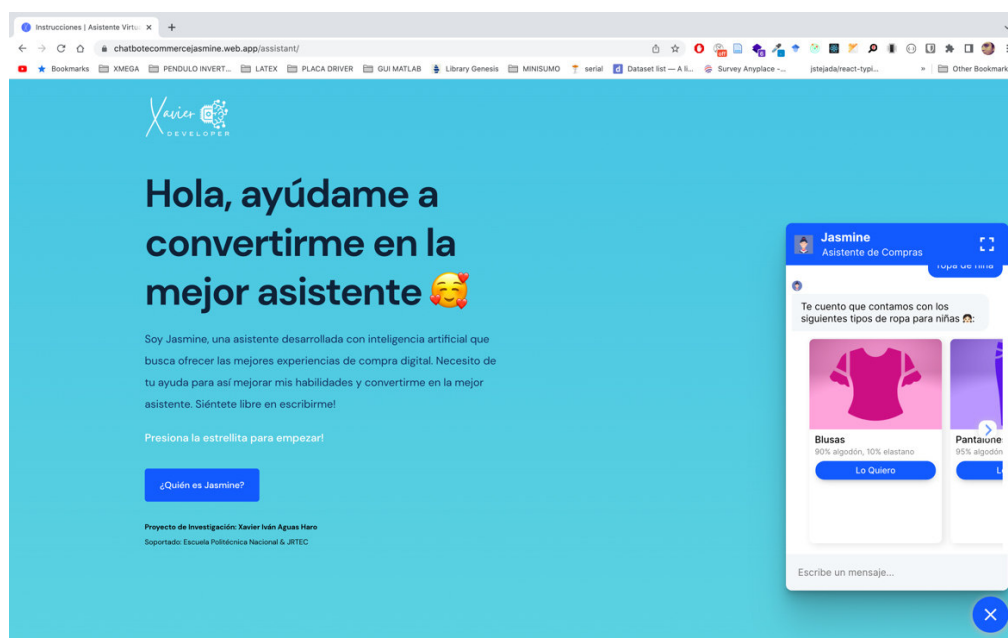 Instrucciones | Asistente Virtu
chatbotecommercejasmine.web.app/assistant/
Bookmarks XMEGA PENDULO INVERT... LATEX PLACA DRIVER GUI MATLAB Library Genesis MINISUMO serial Dataset list — A li... Survey Anyplace -... jstejada/react-typi... » Other Bookmark
Xavier
DEVELOPER
Hola, ayúdame a
convertirme en la
mejor asistente 🥰
Soy Jasmine, una asistente desarrollada con inteligencia artificial que
busca ofrecer las mejores experiencias de compra digital. Necesito de
tu ayuda para así mejorar mis habilidades y convertirme en la mejor
asistente. Siéntete libre en escribirme!
Presiona la estrellita para empezar!
¿Quién es Jasmine?
Proyecto de Investigación: Xavier Iván Aguas Haro
Soportado: Escuela Politécnica Nacional & JRTEC
Jasmine
Asistente de Compras
ropa de niña
Te cuento que contamos con los
siguientes tipos de ropa para niñas 👧🏻:
Blusas
90% algodón, 10% elastano
Lo Quiero
Pantalone
95% algodón
L
Escribe un mensaje...